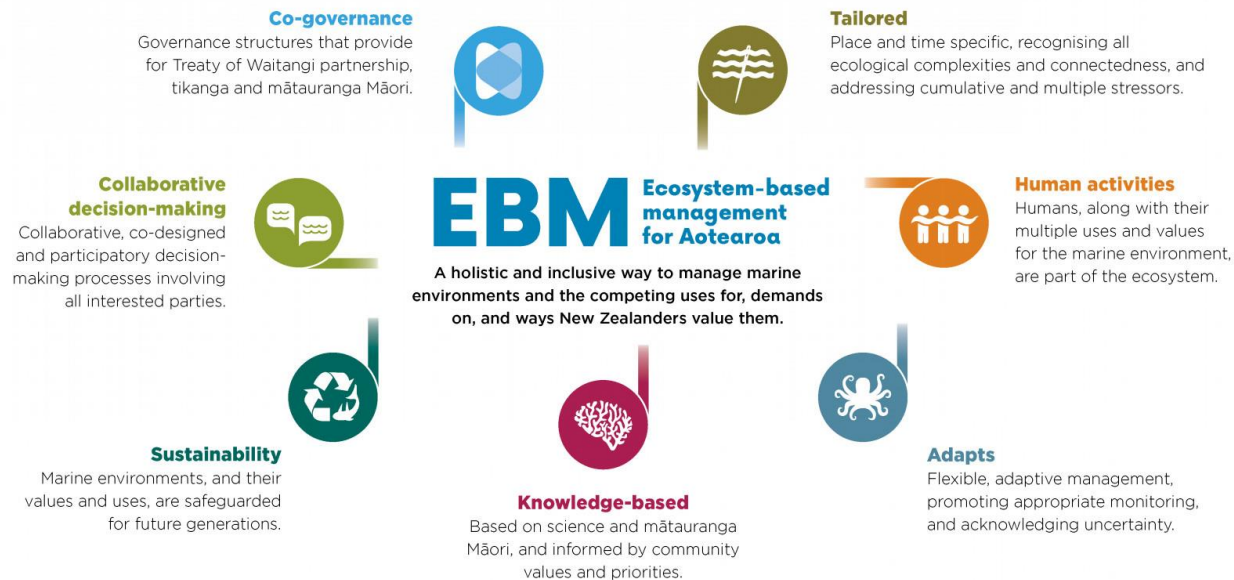 Co-governance
Governance structures that provide
for Treaty of Waitangi partnership,
tikanga and mātauranga Māori.
Tailored
Place and time specific, recognising all
ecological complexities and connectedness, and
addressing cumulative and multiple stressors.
Collaborative
decision-making
Collaborative, co-designed
and participatory decision-
making processes involving
all interested parties.
EBM
Ecosystem-based
management
for Aotearoa
A holistic and inclusive way to manage marine
environments and the competing uses for, demands
on, and ways New Zealanders value them.
Human activities
Humans, along with their
multiple uses and values
for the marine environment,
are part of the ecosystem.
Sustainability
Marine environments, and their
values and uses, are safeguarded
for future generations.
Knowledge-based
Based on science and mātauranga
Māori, and informed by community
values and priorities.
Adapts
Flexible, adaptive management,
promoting appropriate monitoring,
and acknowledging uncertainty.